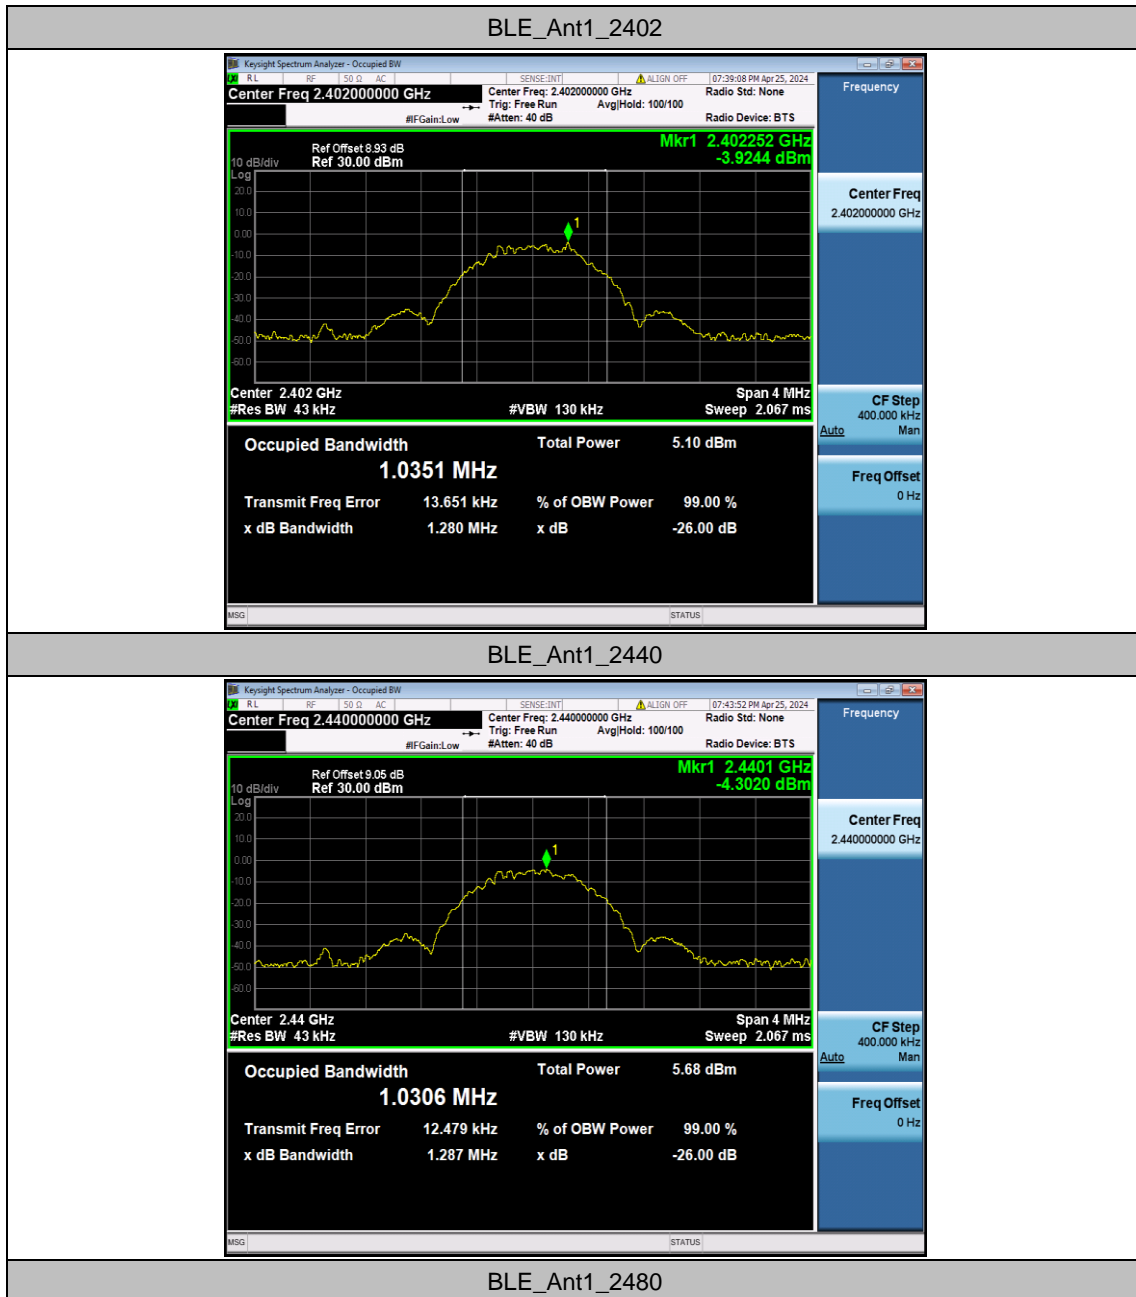 BLE_Ant1_2402
Keysight Spectrum Analyzer - Occupied BW
LXI RL RF 50 Ω AC SENSE:INT ALIGN OFF 07:39:08 PM Apr 25, 2024
Center Freq 2.402000000 GHz
Center Freq: 2.402000000 GHz
Radio Std: None
Trig: Free Run Avg|Hold: 100/100
#IFGain:Low #Atten: 40 dB Radio Device: BTS
Mkr1 2.402252 GHz
-3.9244 dBm
Ref Offset 8.93 dB
10 dB/div Ref 30.00 dBm
Log
20.0
10.0
0.00
-10.0
-20.0
-30.0
-40.0
-50.0
-60.0
1
Center 2.402 GHz Span 4 MHz
#Res BW 43 kHz #VBW 130 kHz Sweep 2.067 ms
Occupied Bandwidth Total Power 5.10 dBm
1.0351 MHz
Transmit Freq Error 13.651 kHz % of OBW Power 99.00 %
x dB Bandwidth 1.280 MHz x dB -26.00 dB
MSG STATUS
Frequency
Center Freq
2.402000000 GHz
CF Step
400.000 kHz
Auto Man
Freq Offset
0 Hz
BLE_Ant1_2440
Keysight Spectrum Analyzer - Occupied BW
LXI RL RF 50 Ω AC SENSE:INT ALIGN OFF 07:43:52 PM Apr 25, 2024
Center Freq 2.440000000 GHz
Center Freq: 2.440000000 GHz
Radio Std: None
Trig: Free Run Avg|Hold: 100/100
#IFGain:Low #Atten: 40 dB Radio Device: BTS
Mkr1 2.4401 GHz
-4.3020 dBm
Ref Offset 9.05 dB
10 dB/div Ref 30.00 dBm
Log
20.0
10.0
0.00
-10.0
-20.0
-30.0
-40.0
-50.0
-60.0
1
Center 2.44 GHz Span 4 MHz
#Res BW 43 kHz #VBW 130 kHz Sweep 2.067 ms
Occupied Bandwidth Total Power 5.68 dBm
1.0306 MHz
Transmit Freq Error 12.479 kHz % of OBW Power 99.00 %
x dB Bandwidth 1.287 MHz x dB -26.00 dB
MSG STATUS
Frequency
Center Freq
2.440000000 GHz
CF Step
400.000 kHz
Auto Man
Freq Offset
0 Hz
BLE_Ant1_2480